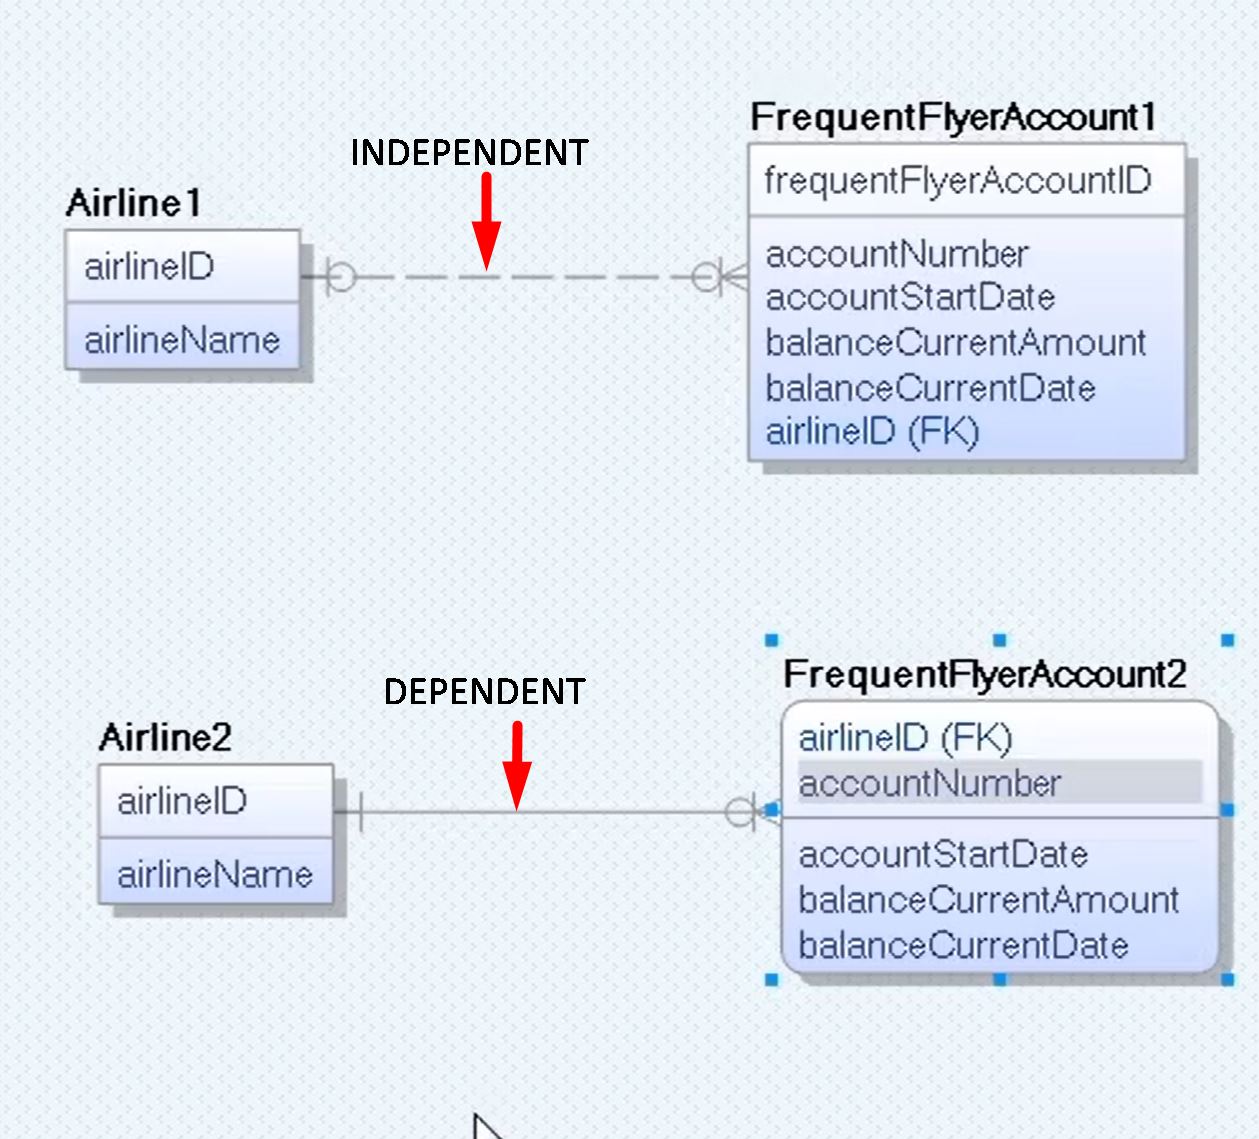 FrequentFlyerAccount1
frequentFlyerAccountID
accountNumber
accountStartDate
balanceCurrentAmount
balanceCurrentDate
airlineID (FK)
INDEPENDENT
Airline1
airlineID
airlineName
FrequentFlyerAccount2
airlineID (FK)
accountNumber
accountStartDate
balanceCurrentAmount
balanceCurrentDate
DEPENDENT
Airline2
airlineID
airlineName